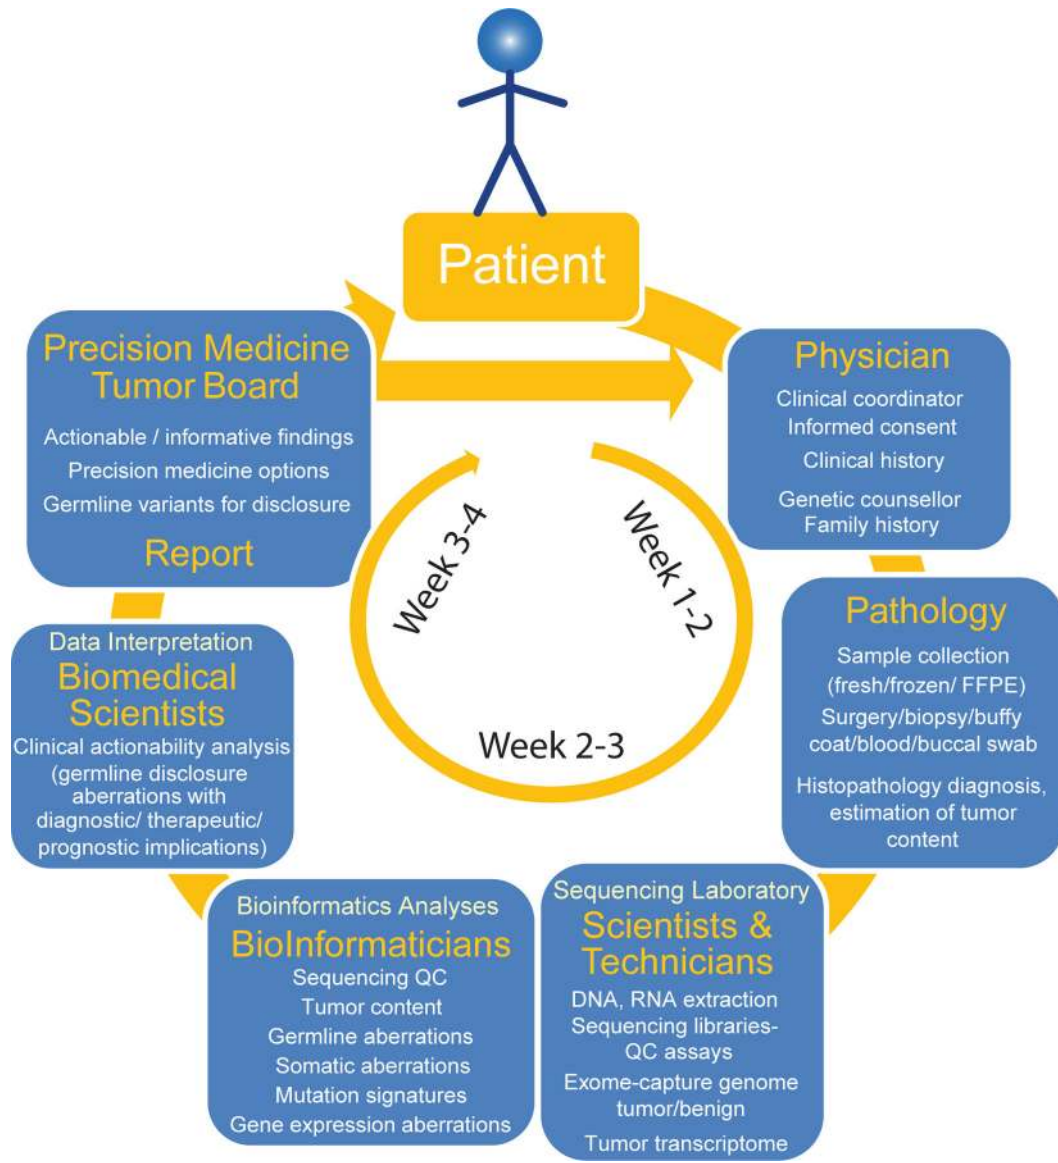 Patient
Physician
Clinical coordinator
Informed consent
Clinical history
Genetic counsellor
Family history
Pathology
Sample collection
(fresh/frozen/ FFPE)
Surgery/biopsy/buffy
coat/blood/buccal swab
Histopathology diagnosis,
estimation of tumor
content
Sequencing Laboratory
Scientists &
Technicians
DNA, RNA extraction
Sequencing libraries-
QC assays
Exome-capture genome
tumor/benign
Tumor transcriptome
Bioinformatics Analyses
BioInformaticians
Sequencing QC
Tumor content
Germline aberrations
Somatic aberrations
Mutation signatures
Gene expression aberrations
Data Interpretation
Biomedical
Scientists
Clinical actionability analysis
(germline disclosure
aberrations with
diagnostic/ therapeutic/
prognostic implications)
Precision Medicine
Tumor Board
Actionable / informative findings
Precision medicine options
Germline variants for disclosure
Report
Week 1-2
Week 2-3
Week 3-4